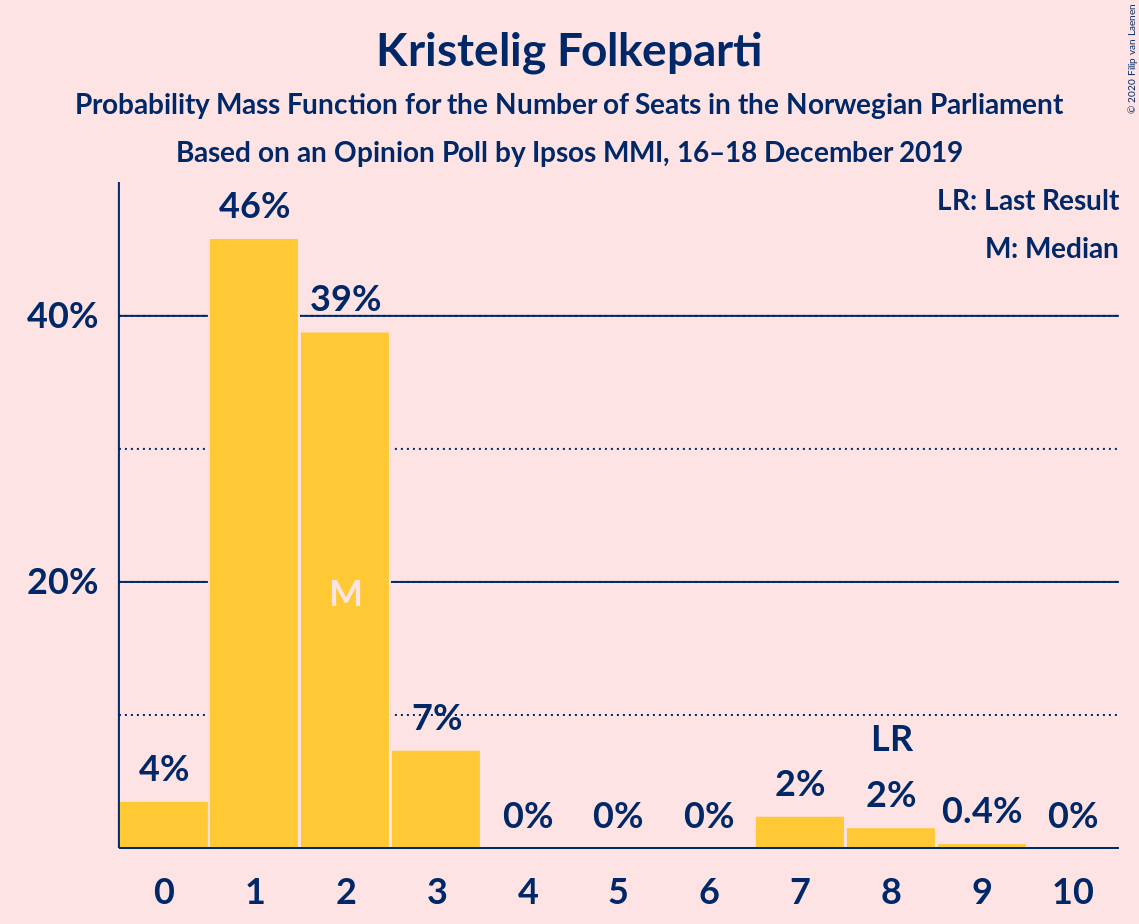 Kristelig Folkeparti
Probability Mass Function for the Number of Seats in the Norwegian Parliament
Based on an Opinion Poll by Ipsos MMI, 16–18 December 2019
© 2020 Filip van Laenen
LR: Last Result
M: Median
46%
39%
40%
20%
M
7%
LR
4%
2%
2%
0.4%
0%
0%
0%
0%
0 1 2 3 4 5 6 7 8 9 10